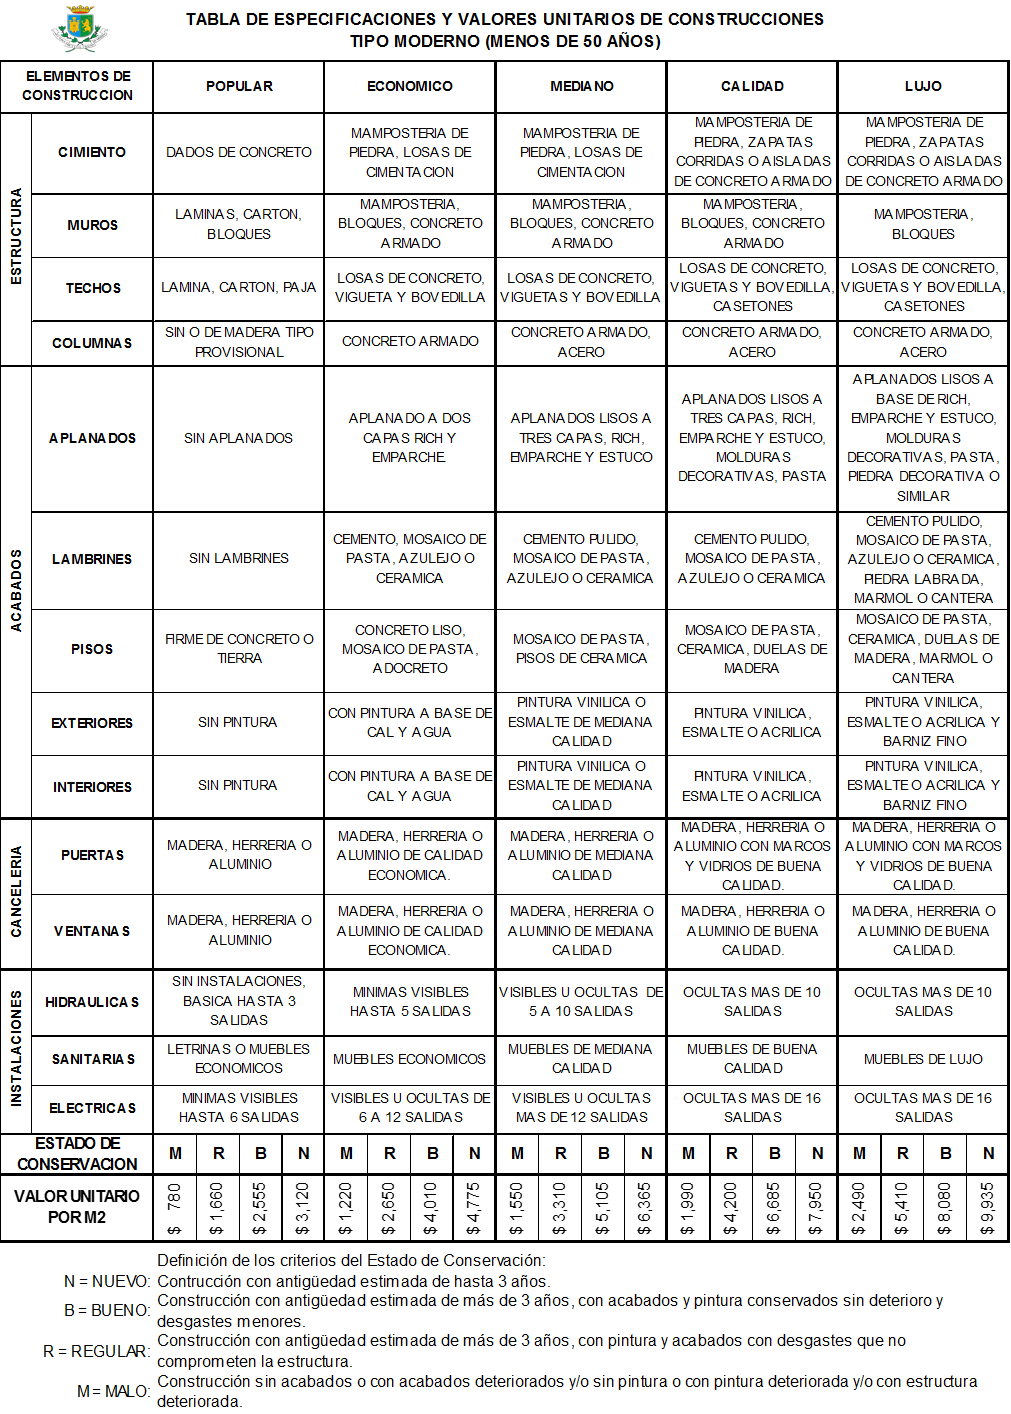 TABLA DE ESPECIFICACIONES Y VALORES UNITARIOS DE CONSTRUCCIONES
TIPO MODERNO (MENOS DE 50 AÑOS)
ELEMENTOS DE
CONSTRUCCION
POPULAR
ECONOMICO
MEDIANO
CALIDAD
LUJO
ESTRUCTURA
CIMIENTO
DADOS DE CONCRETO
MAMPOSTERIA DE
PIEDRA, LOSAS DE
CIMENTACION
MAMPOSTERIA DE
PIEDRA, LOSAS DE
CIMENTACION
MAMPOSTERIA DE
PIEDRA, ZAPATAS
CORRIDAS O AISLADAS
DE CONCRETO ARMADO
MAMPOSTERIA DE
PIEDRA, ZAPATAS
CORRIDAS O AISLADAS
DE CONCRETO ARMADO
MUROS
LAMINAS, CARTON,
BLOQUES
MAMPOSTERIA,
BLOQUES, CONCRETO
ARMADO
MAMPOSTERIA,
BLOQUES, CONCRETO
ARMADO
MAMPOSTERIA,
BLOQUES, CONCRETO
ARMADO
MAMPOSTERIA,
BLOQUES
TECHOS
LAMINA, CARTON, PAJA
LOSAS DE CONCRETO,
VIGUETA Y BOVEDILLA
LOSAS DE CONCRETO,
VIGUETAS Y BOVEDILLA
LOSAS DE CONCRETO,
VIGUETAS Y BOVEDILLA,
CASETONES
LOSAS DE CONCRETO,
VIGUETAS Y BOVEDILLA,
CASETONES
COLUMNAS
SIN O DE MADERA TIPO
PROVISIONAL
CONCRETO ARMADO
CONCRETO ARMADO,
ACERO
CONCRETO ARMADO,
ACERO
CONCRETO ARMADO,
ACERO
ACABADOS
APLANADOS
SIN APLANADOS
APLANADO A DOS
CAPAS RICH Y
EMPARCHE.
APLANADOS LISOS A
TRES CAPAS, RICH,
EMPARCHE Y ESTUCO
APLANADOS LISOS A
TRES CAPAS, RICH,
EMPARCHE Y ESTUCO,
MOLDURAS
DECORATIVAS, PASTA
APLANADOS LISOS A
BASE DE RICH,
EMPARCHE Y ESTUCO,
MOLDURAS
DECORATIVAS, PASTA,
PIEDRA DECORATIVA O
SIMILAR
LAMBRINES
SIN LAMBRINES
CEMENTO, MOSAICO DE
PASTA, AZULEJO O
CERAMICA
CEMENTO PULIDO,
MOSAICO DE PASTA,
AZULEJO O CERAMICA
CEMENTO PULIDO,
MOSAICO DE PASTA,
AZULEJO O CERAMICA
CEMENTO PULIDO,
MOSAICO DE PASTA,
AZULEJO O CERAMICA,
PIEDRA LABRADA,
MARMOL O CANTERA
PISOS
FIRME DE CONCRETO O
TIERRA
CONCRETO LISO,
MOSAICO DE PASTA,
ADOCRETO
MOSAICO DE PASTA,
PISOS DE CERAMICA
MOSAICO DE PASTA,
CERAMICA, DUELAS DE
MADERA
MOSAICO DE PASTA,
CERAMICA, DUELAS DE
MADERA, MARMOL O
CANTERA
EXTERIORES
SIN PINTURA
CON PINTURA A BASE DE
CAL Y AGUA
PINTURA VINILICA O
ESMALTE DE MEDIANA
CALIDAD
PINTURA VINILICA,
ESMALTE O ACRILICA
PINTURA VINILICA,
ESMALTE O ACRILICA Y
BARNIZ FINO
INTERIORES
SIN PINTURA
CON PINTURA A BASE DE
CAL Y AGUA
PINTURA VINILICA O
ESMALTE DE MEDIANA
CALIDAD
PINTURA VINILICA,
ESMALTE O ACRILICA
PINTURA VINILICA,
ESMALTE O ACRILICA Y
BARNIZ FINO
CANCELERIA
PUERTAS
MADERA, HERRERIA O
ALUMINIO
MADERA, HERRERIA O
ALUMINIO DE CALIDAD
ECONOMICA.
MADERA, HERRERIA O
ALUMINIO DE MEDIANA
CALIDAD
MADERA, HERRERIA O
ALUMINIO CON MARCOS
Y VIDRIOS DE BUENA
CALIDAD.
MADERA, HERRERIA O
ALUMINIO CON MARCOS
Y VIDRIOS DE BUENA
CALIDAD.
VENTANAS
MADERA, HERRERIA O
ALUMINIO
MADERA, HERRERIA O
ALUMINIO DE CALIDAD
ECONOMICA.
MADERA, HERRERIA O
ALUMINIO DE MEDIANA
CALIDAD
MADERA, HERRERIA O
ALUMINIO DE BUENA
CALIDAD.
MADERA, HERRERIA O
ALUMINIO DE BUENA
CALIDAD.
INSTALACIONES
HIDRAULICAS
SIN INSTALACIONES,
BASICA HASTA 3
SALIDAS
MINIMAS VISIBLES
HASTA 5 SALIDAS
VISIBLES U OCULTAS DE
5 A 10 SALIDAS
OCULTAS MAS DE 10
SALIDAS
OCULTAS MAS DE 10
SALIDAS
SANITARIAS
LETRINAS O MUEBLES
ECONOMICOS
MUEBLES ECONOMICOS
MUEBLES DE MEDIANA
CALIDAD
MUEBLES DE BUENA
CALIDAD
MUEBLES DE LUJO
ELECTRICAS
MINIMAS VISIBLES
HASTA 6 SALIDAS
VISIBLES U OCULTAS DE
6 A 12 SALIDAS
VISIBLES U OCULTAS
MAS DE 12 SALIDAS
OCULTAS MAS DE 16
SALIDAS
OCULTAS MAS DE 16
SALIDAS
ESTADO DE
CONSERVACION
M R B N M R B N M R B N M R B N M R B N
VALOR UNITARIO
POR M2
$ 780
$ 1,660
$ 2,555
$ 3,120
$ 1,220
$ 2,650
$ 4,010
$ 4,775
$ 1,550
$ 3,310
$ 5,105
$ 6,365
$ 1,990
$ 4,200
$ 6,685
$ 7,950
$ 2,490
$ 5,410
$ 8,080
$ 9,935
Definición de los criterios del Estado de Conservación:
N = NUEVO: Contrucción con antigüedad estimada de hasta 3 años.
B = BUENO: Construcción con antigüedad estimada de más de 3 años, con acabados y pintura conservados sin deterioro y
desgastes menores.
R = REGULAR: Construcción con antigüedad estimada de más de 3 años, con pintura y acabados con desgastes que no
comprometen la estructura.
M = MALO: Construcción sin acabados o con acabados deteriorados y/o sin pintura o con pintura deteriorada y/o con estructura
deteriorada.